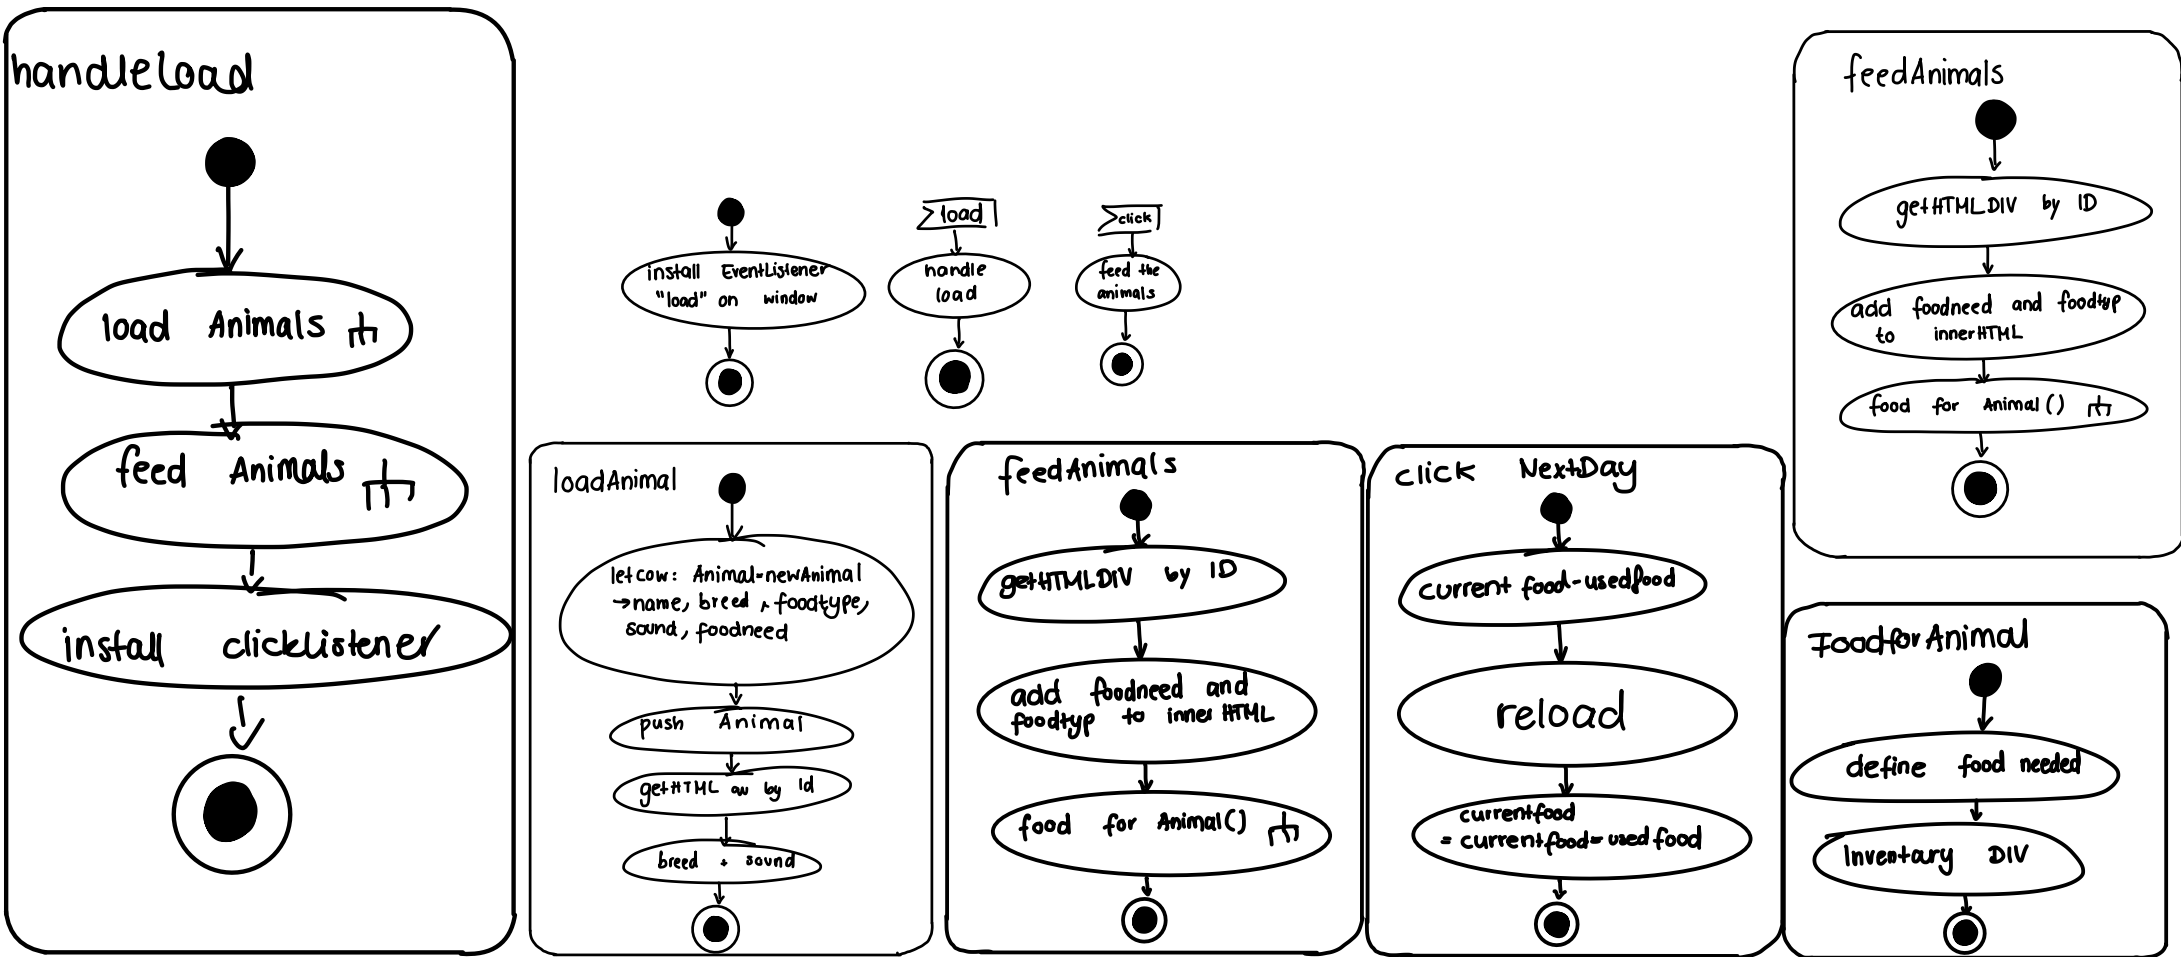 handleload
load Animals
feed Animals
install clickListener
install EventListener
"load" on window
load
handle
load
click
feed the
animals
loadAnimal
let cow: Animal=newAnimal
→name, breed, foodtype,
sound, foodneed
push Animal
getHTML by Id
breed + sound
feedAnimals
getHTMLDIV by ID
add foodneed and
foodtyp to inner HTML
food for Animal()
click NextDay
current food-usedfood
reload
currentfood
= currentfood-usedfood
feedAnimals
getHTMLDIV by ID
add foodneed and foodtyp
to innerHTML
food for Animal()
FoodforAnimal
define food needed
Inventary DIV